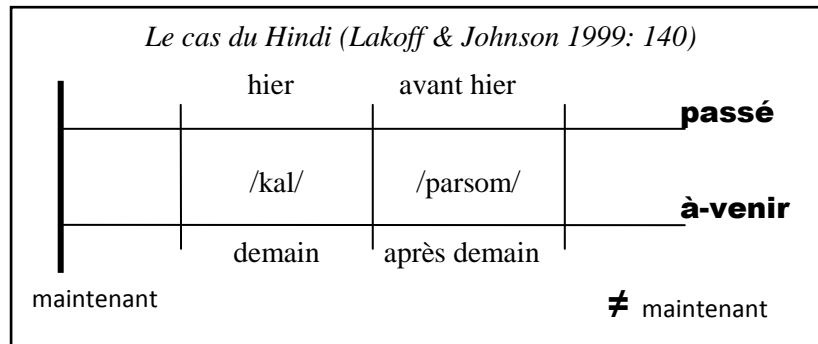 Le cas du Hindi (Lakoff & Johnson 1999: 140)
hier avant hier
passé
/kal/ /parsom/
à-venir
demain après demain
maintenant ≠ maintenant